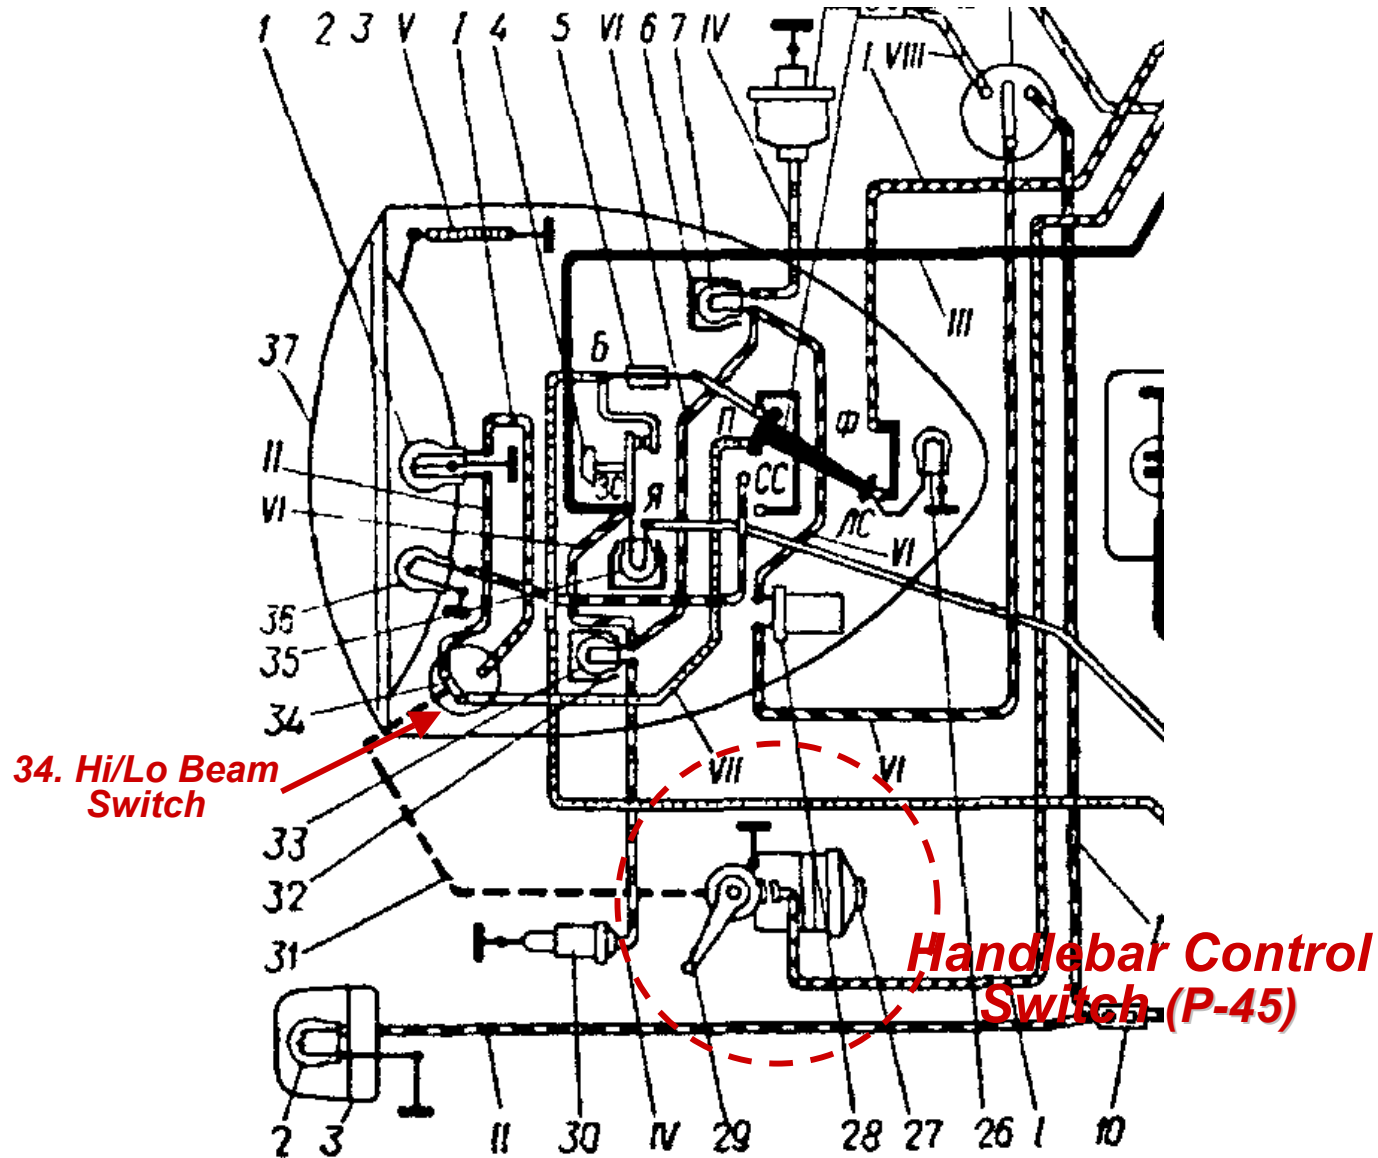 1 2 3 V I 4 5 VI 6 7 IV
I VIII
III
37
Б
П
Ф
II
ЗС
Я
СС
VI
ЛС
VI
36
35
34
34. Hi/Lo Beam
Switch
VII
VI
33
32
31
I
Handlebar Control
Switch (P-45)
2 3 II 30 IV 29 28 27 26 I 10